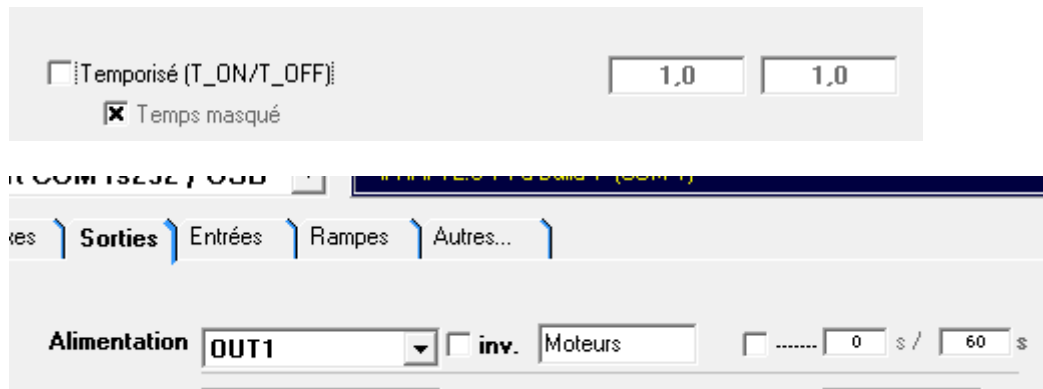 Temporisé (T_ON/T_OFF) 1,0 1,0
Temps masqué
Sorties Entrées Rampes Autres...
Alimentation OUT1 inv. Moteurs ....... 0 s / 60 s